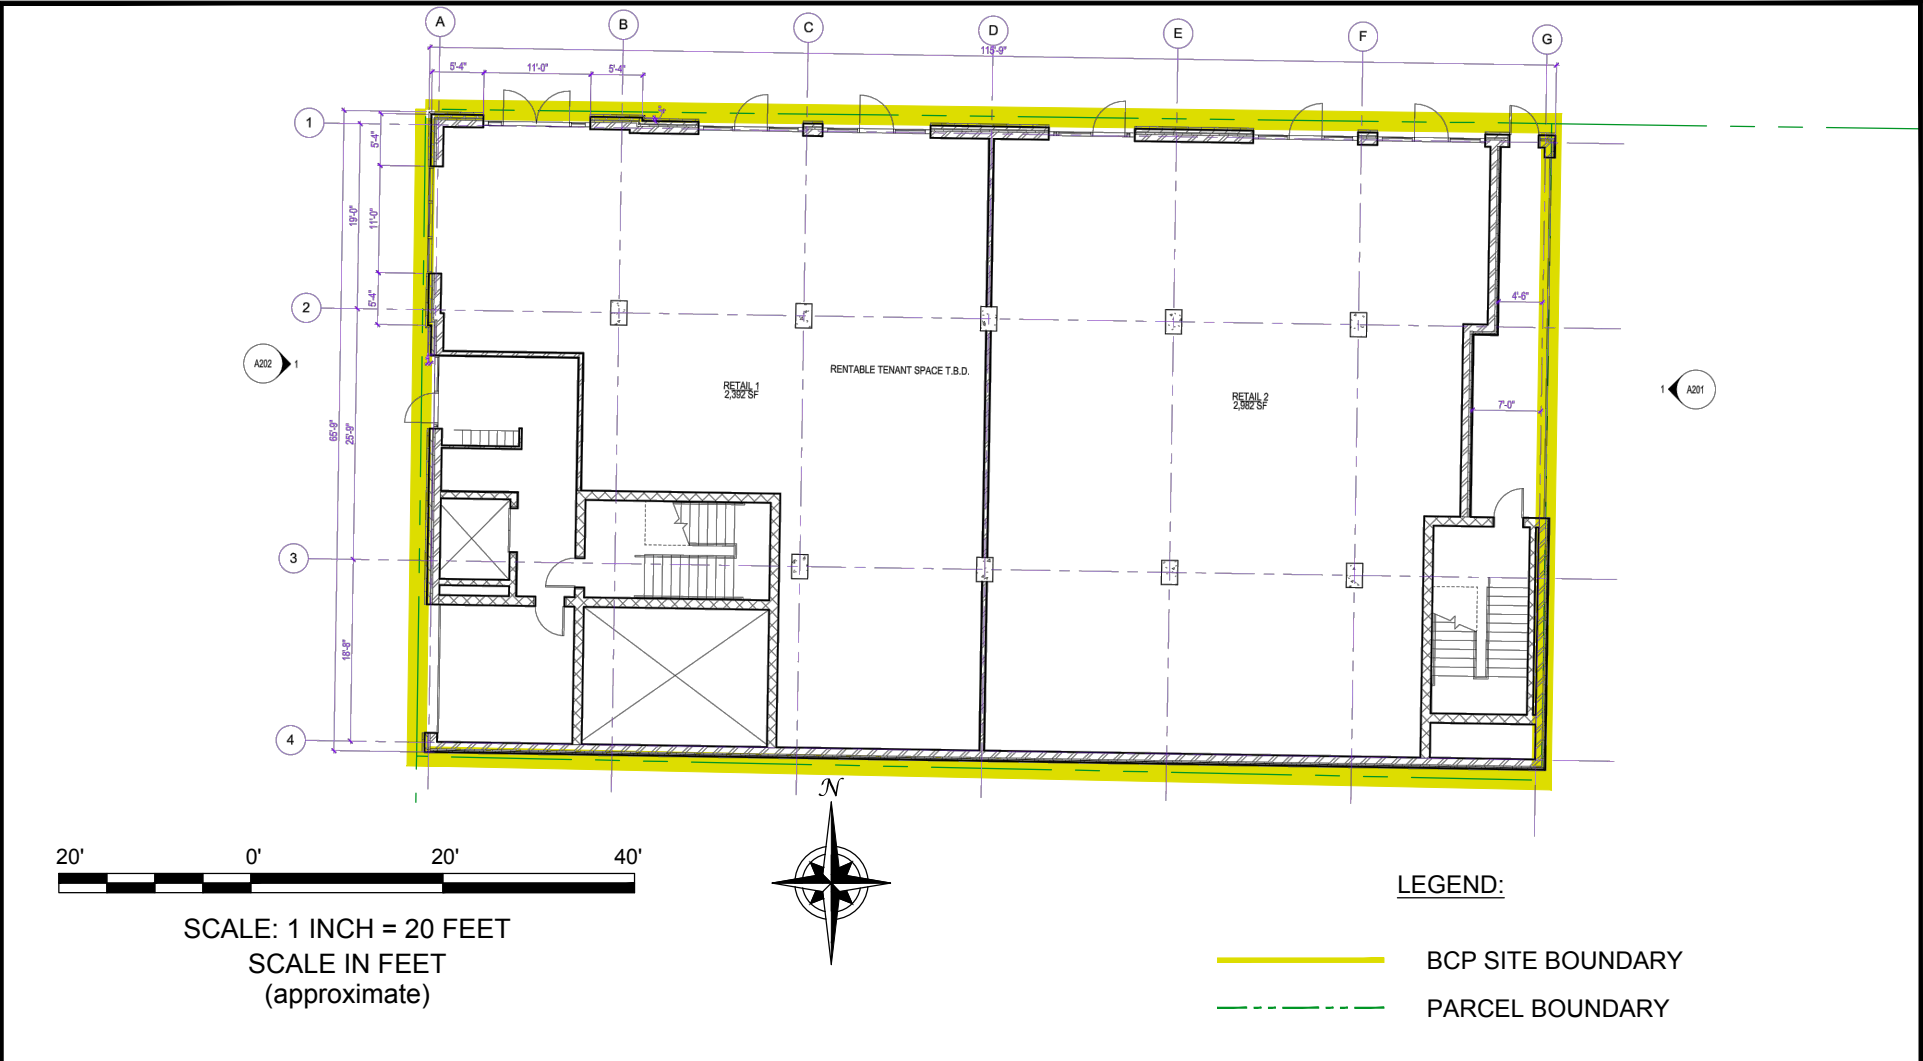 A B C D E F G
115'-9"
5'-4" 11'-0" 5'-4"
1
5'-4"
19'-0"
11'-0"
2
5'-4"
4'-6"
A202 1
RENTABLE TENANT SPACE T.B.D.
RETAIL 1
2,392 SF
RETAIL 2
2,982 SF
1 A201
7'-0"
65'-9"
25'-9"
3
18'-8"
4
N
20' 0' 20' 40'
SCALE: 1 INCH = 20 FEET
SCALE IN FEET
(approximate)
LEGEND:
BCP SITE BOUNDARY
PARCEL BOUNDARY